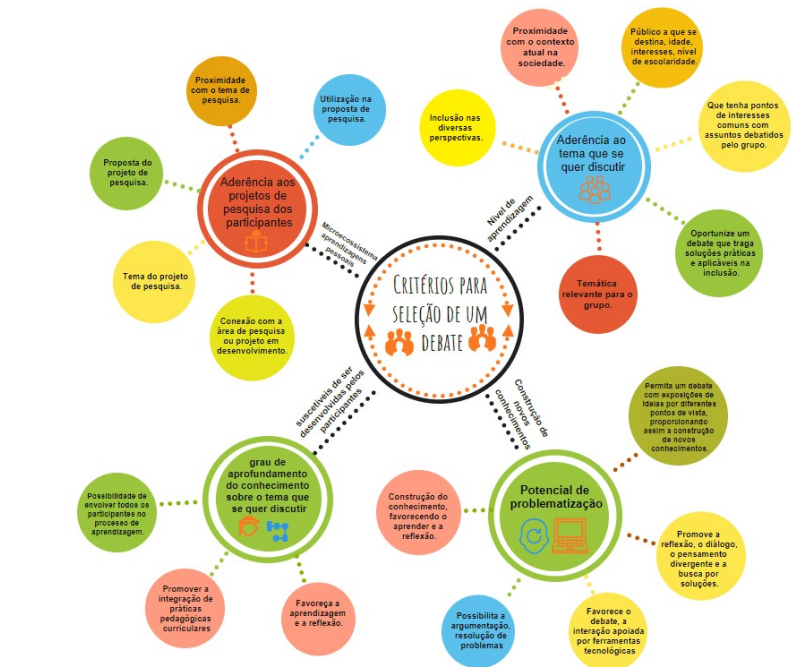 CRITÉRIOS PARA
SELEÇÃO DE UM
DEBATE
Microecossistema
aprendizagens
pessoais
Aderência aos
projetos de
pesquisa dos
participantes
Proximidade
com o tema de
pesquisa.
Utilização na
proposta de
pesquisa.
Proposta do
projeto de
pesquisa.
Tema do projeto
de pesquisa.
Conexão com a
área de pesquisa
ou projeto em
desenvolvimento.
Nível de
aprendizagem
Aderência ao
tema que se
quer discutir
Proximidade
com o contexto
atual na
sociedade.
Público a que se
destina, idade,
interesses, nível
de escolaridade.
Inclusão nas
diversas
perspectivas.
Que tenha pontos
de interesses
comuns com
assuntos debatidos
pelo grupo.
Oportunize um
debate que traga
soluções práticas
e aplicáveis na
inclusão.
Temática
relevante para o
grupo.
suscetíveis de ser
desenvolvidas pelos
participantes
grau de
aprofundamento
do conhecimento
sobre o tema que
se quer discutir
Possibilidade de
envolver todos os
participantes no
processo de
aprendizagem.
Promover a
integração de
práticas
pedagógicas
curriculares
Favoreça a
aprendizagem
e a reflexão.
Construção de
novos
conhecimentos
Potencial de
problematização
Permita um debate
com exposições de
ideias por diferentes
pontos de vista,
proporcionando
assim a construção
de novos
conhecimentos.
Construção do
conhecimento,
favorecendo o
aprender e a
reflexão.
Promove a
reflexão, o diálogo,
o pensamento
divergente e a
busca por
soluções.
Possibilita a
argumentação,
resolução de
problemas
Favorece o
debate, a
interação apoiada
por ferramentas
tecnológicas